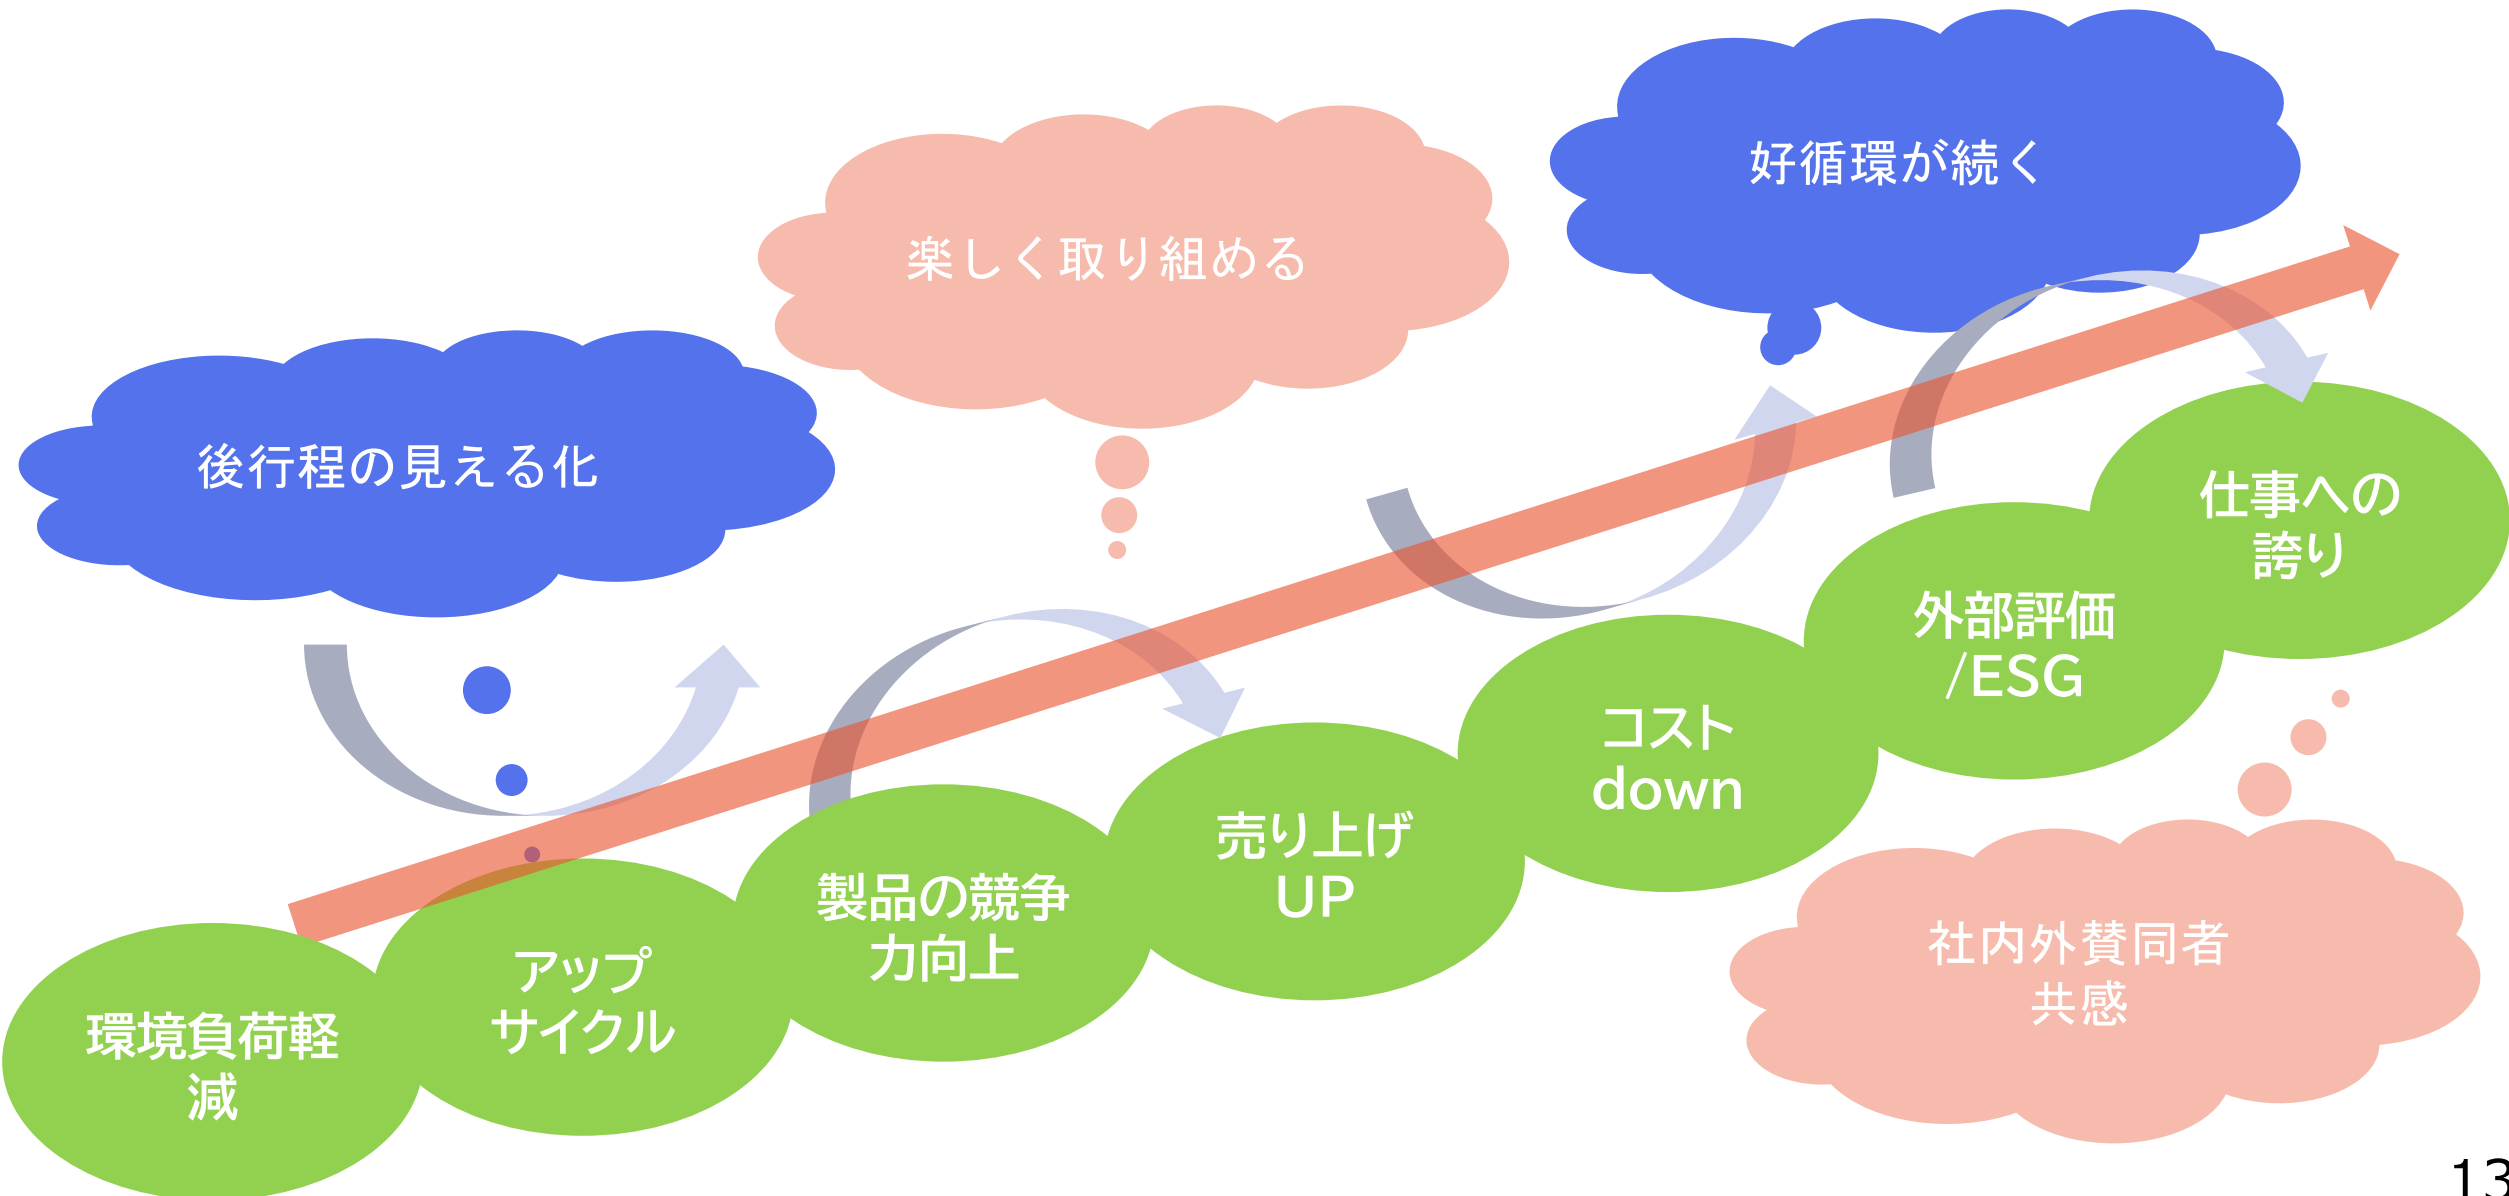 好循環が続く
楽しく取り組める
後行程の見える化
仕事への
誇り
外部評価
/ESG
コスト
down
売り上げ
UP
製品の競争
力向上
アップ
サイクル
環境負荷軽
減
社内外賛同者
共感
13